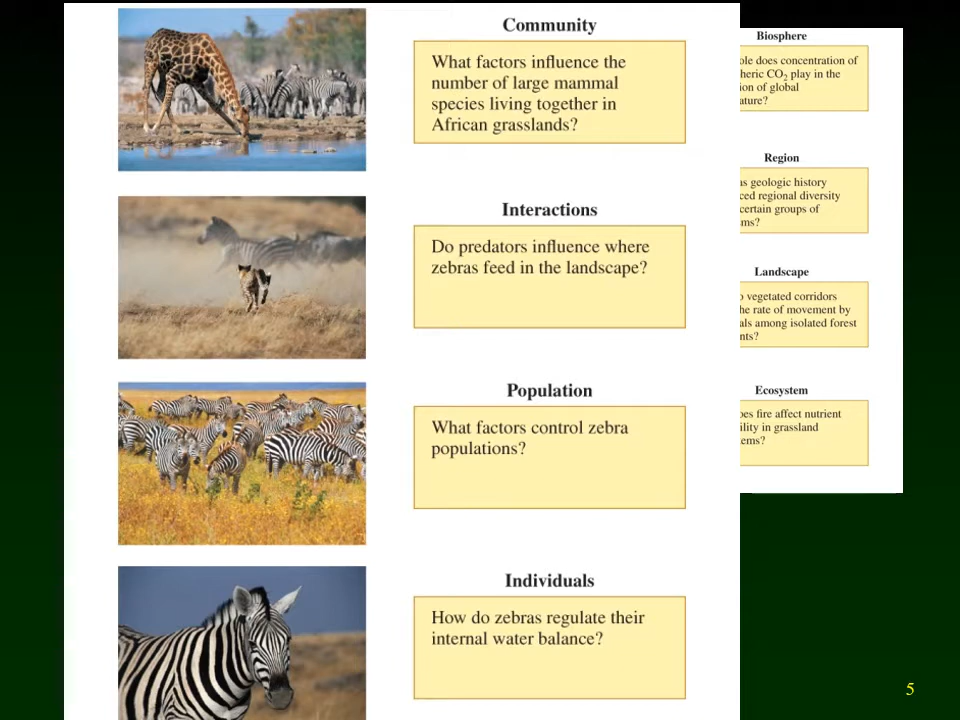 Community
What factors influence the
number of large mammal
species living together in
African grasslands?
Interactions
Do predators influence where
zebras feed in the landscape?
Population
What factors control zebra
populations?
Individuals
How do zebras regulate their
internal water balance?
Biosphere
does concentration of
CO2 play in the
of global
Region
geologic history
regional diversity
certain groups of
Landscape
vegetated corridors
rate of movement by
among isolated forest
Ecosystem
fire affect nutrient
in grassland
5